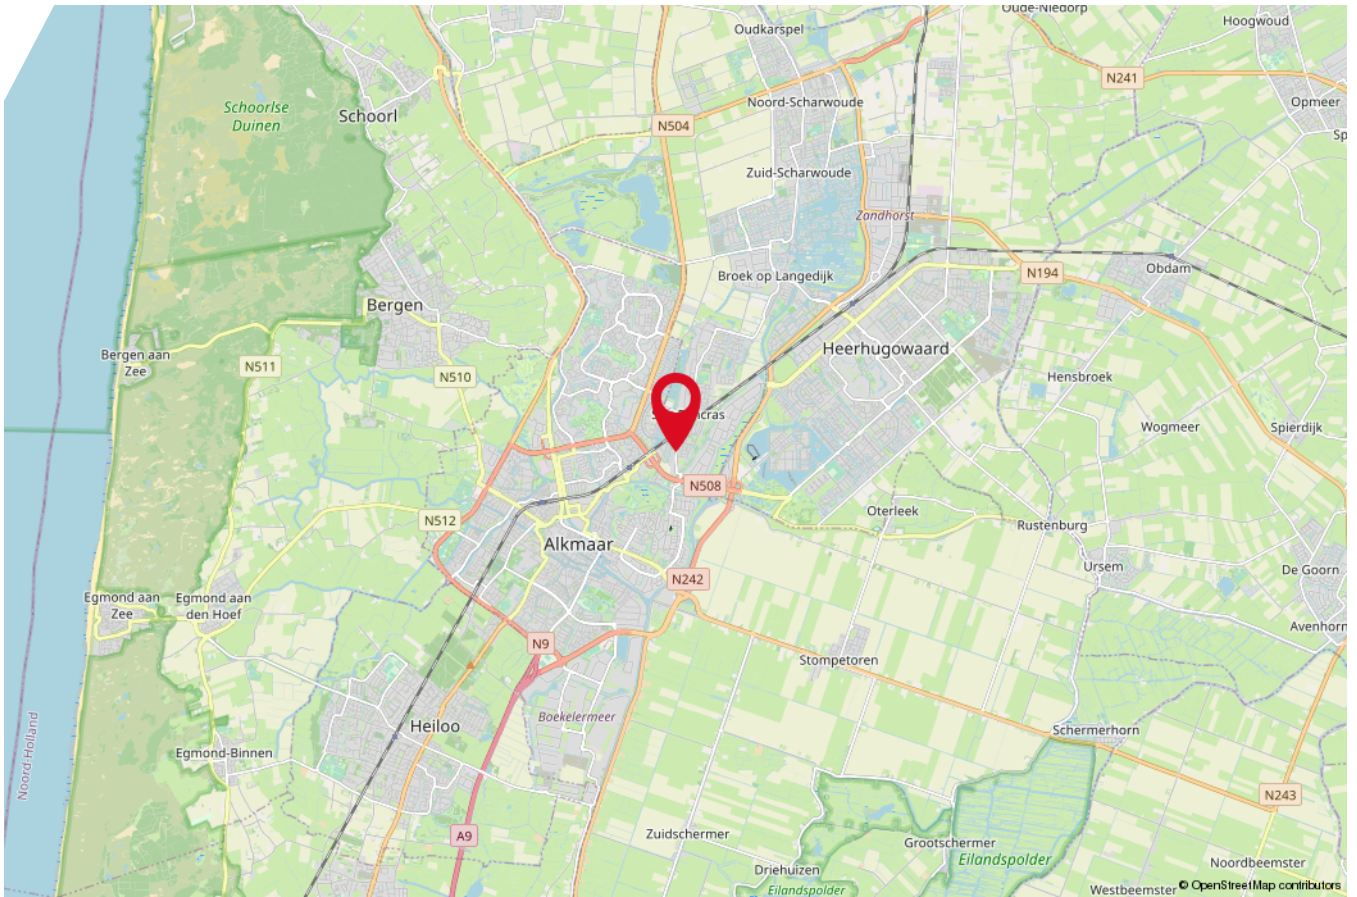 Oude-Niedorp
Hoogwoud
Oudkarspel
N241
Noord-Scharwoude
Opmeer
Schoorlse
Duinen
Schoorl
N504
Zuid-Scharwoude
Zandhorst
Broek op Langedijk
N194
Obdam
Bergen
Bergen aan
Zee
N511
N510
Heerhugowaard
Hensbroek
Wogmeer
Spierdijk
N508
N512
Oterleek
Rustenburg
Alkmaar
Ursem
De Goorn
N242
Egmond aan
Zee
Egmond aan
den Hoef
Avenhorn
N9
Stompetoren
Heiloo
Boekelermeer
Schermerhorn
Egmond-Binnen
Noord-Holland
N243
A9
Zuidschermer
Grootschermer
Eilandspolder
Driehuizen
Eilandspolder
Noordbeemster
Westbeemster
© OpenStreetMap contributors